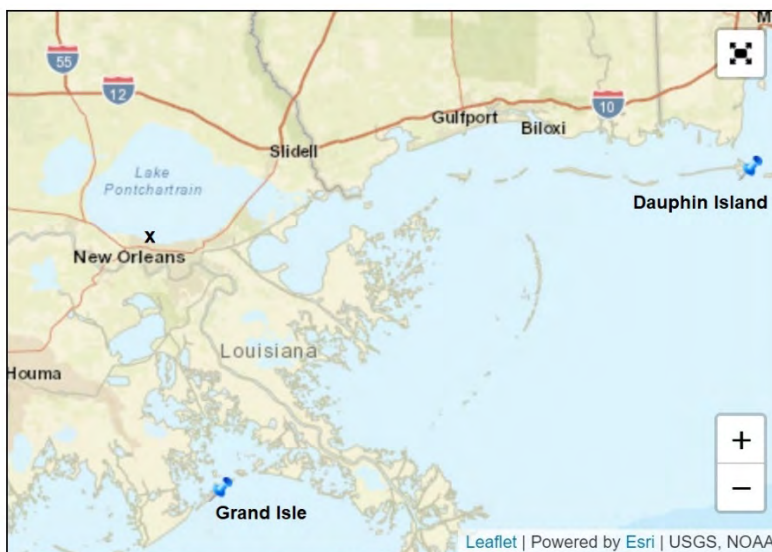 M
55
12
10
Gulfport
Biloxi
Slidell
Lake
Pontchartrain
Dauphin Island
x
New Orleans
Louisiana
Houma
+
−
Grand Isle
Leaflet | Powered by Esri | USGS, NOAA